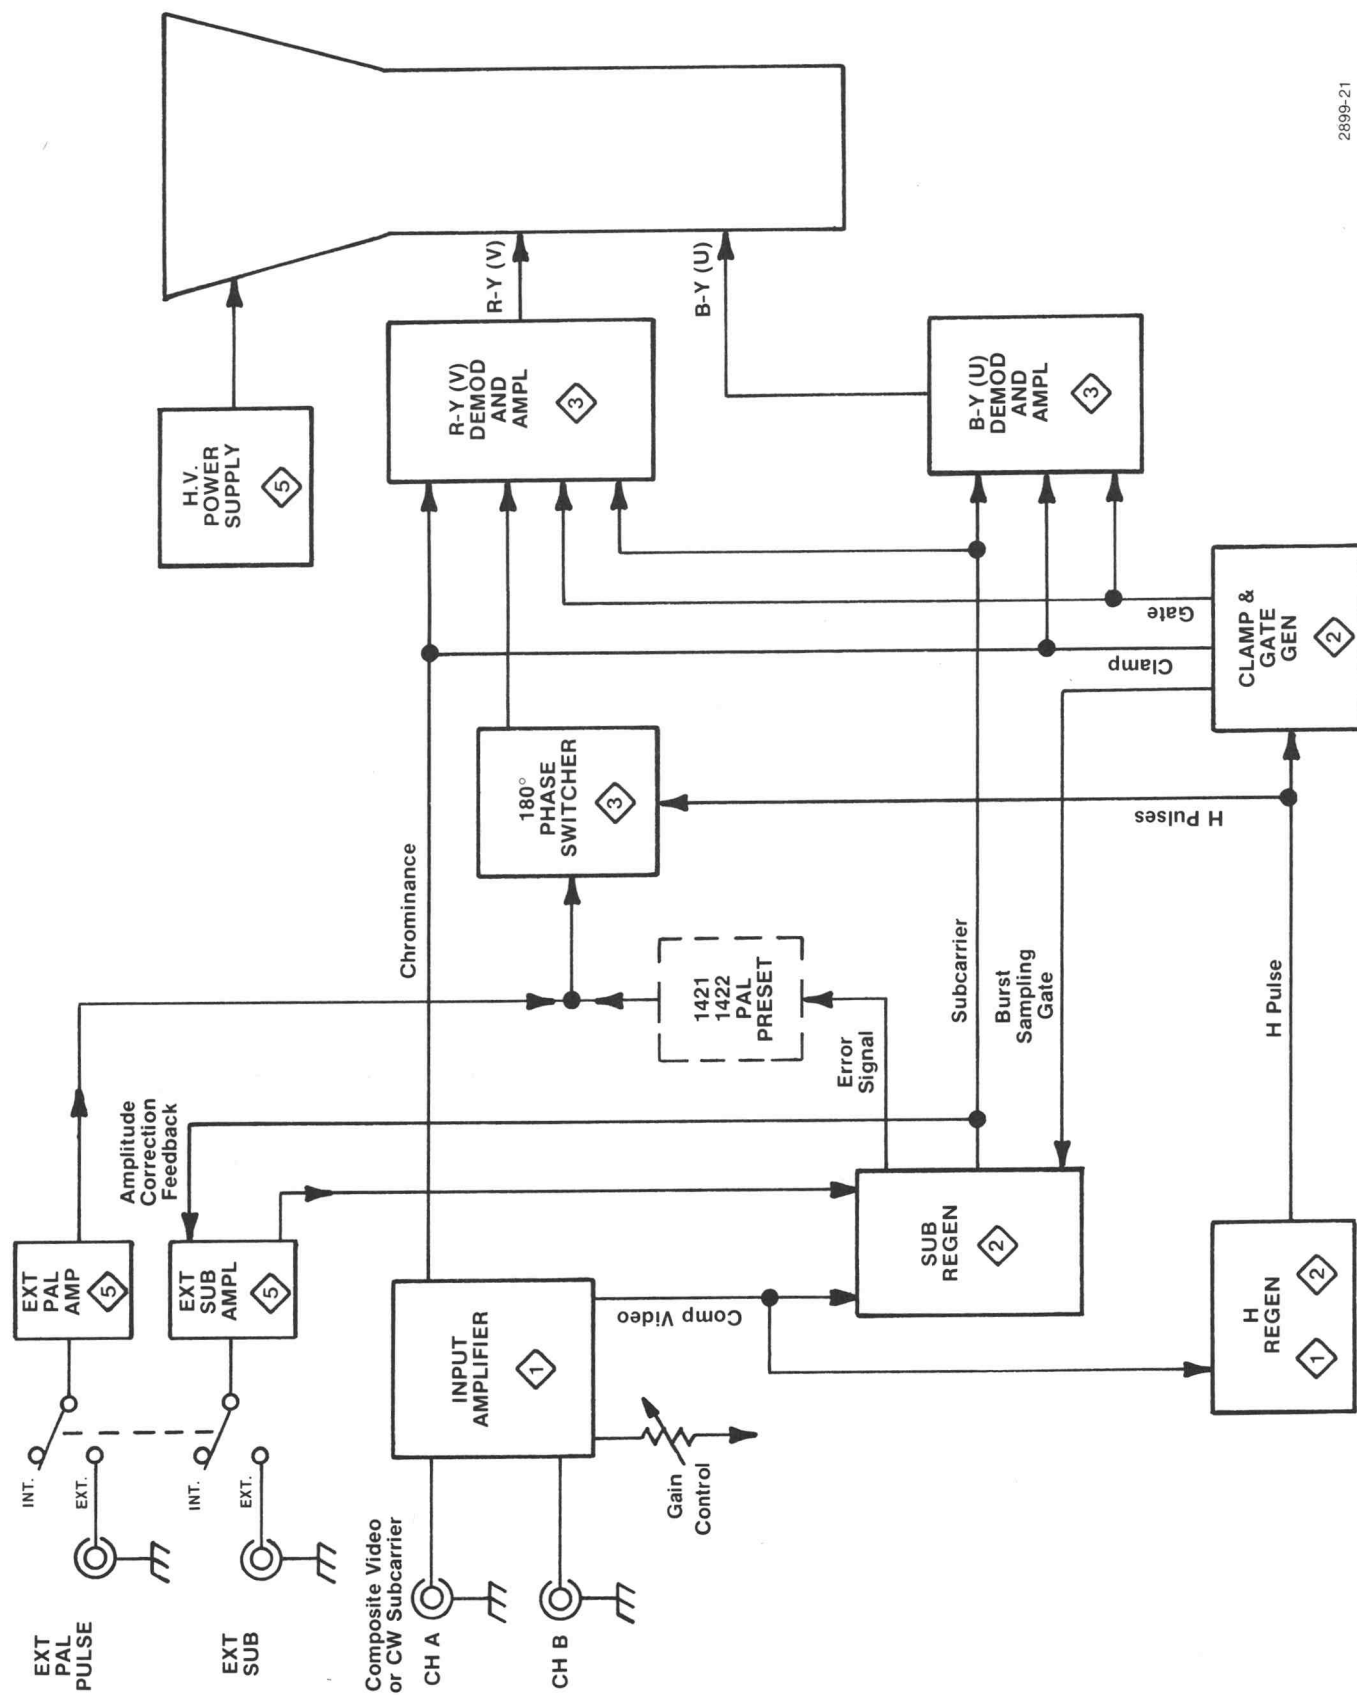 EXT
PAL
PULSE
INT.
EXT.
EXT
PAL
AMP
5
EXT
SUB
INT.
EXT.
EXT
SUB
AMPL
5
Amplitude
Correction
Feedback
H.V.
POWER
SUPPLY
5
Composite Video
or CW Subcarrier
CH A
CH B
INPUT
AMPLIFIER
1
Gain
Control
Comp Video
Chrominance
180°
PHASE
SWITCHER
3
R-Y (V)
DEMOD
AND
AMPL
3
R-Y (V)
1421
1422
PAL
PRESET
Error
Signal
B-Y (U)
SUB
REGEN
2
Subcarrier
Burst
Sampling
Gate
B-Y (U)
DEMOD
AND
AMPL
3
H Pulses
Clamp
Gate
H
REGEN
1
2
H Pulse
CLAMP &
GATE
GEN
2
2899-21